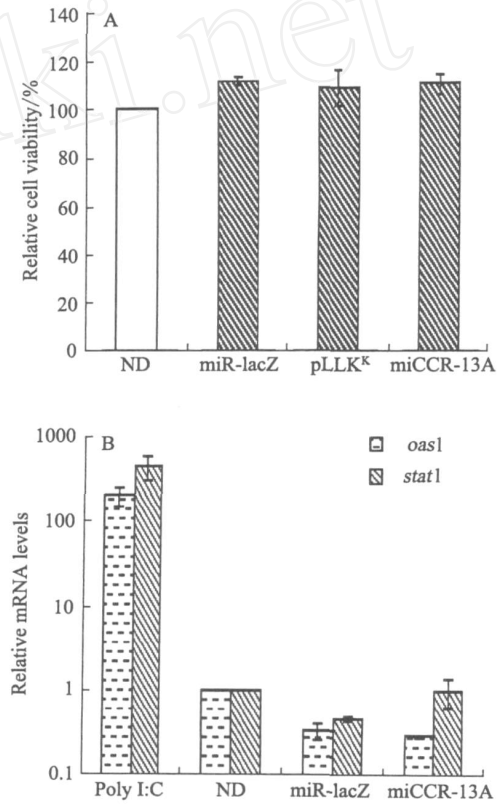 A
Relative cell viability/%
140
120
100
80
60
40
20
0
ND miR-lacZ pLLKᴷ miCCR-13A
B
Relative mRNA levels
1000
100
10
1
0.1
oas1
stat1
Poly I:C ND miR-lacZ miCCR-13A